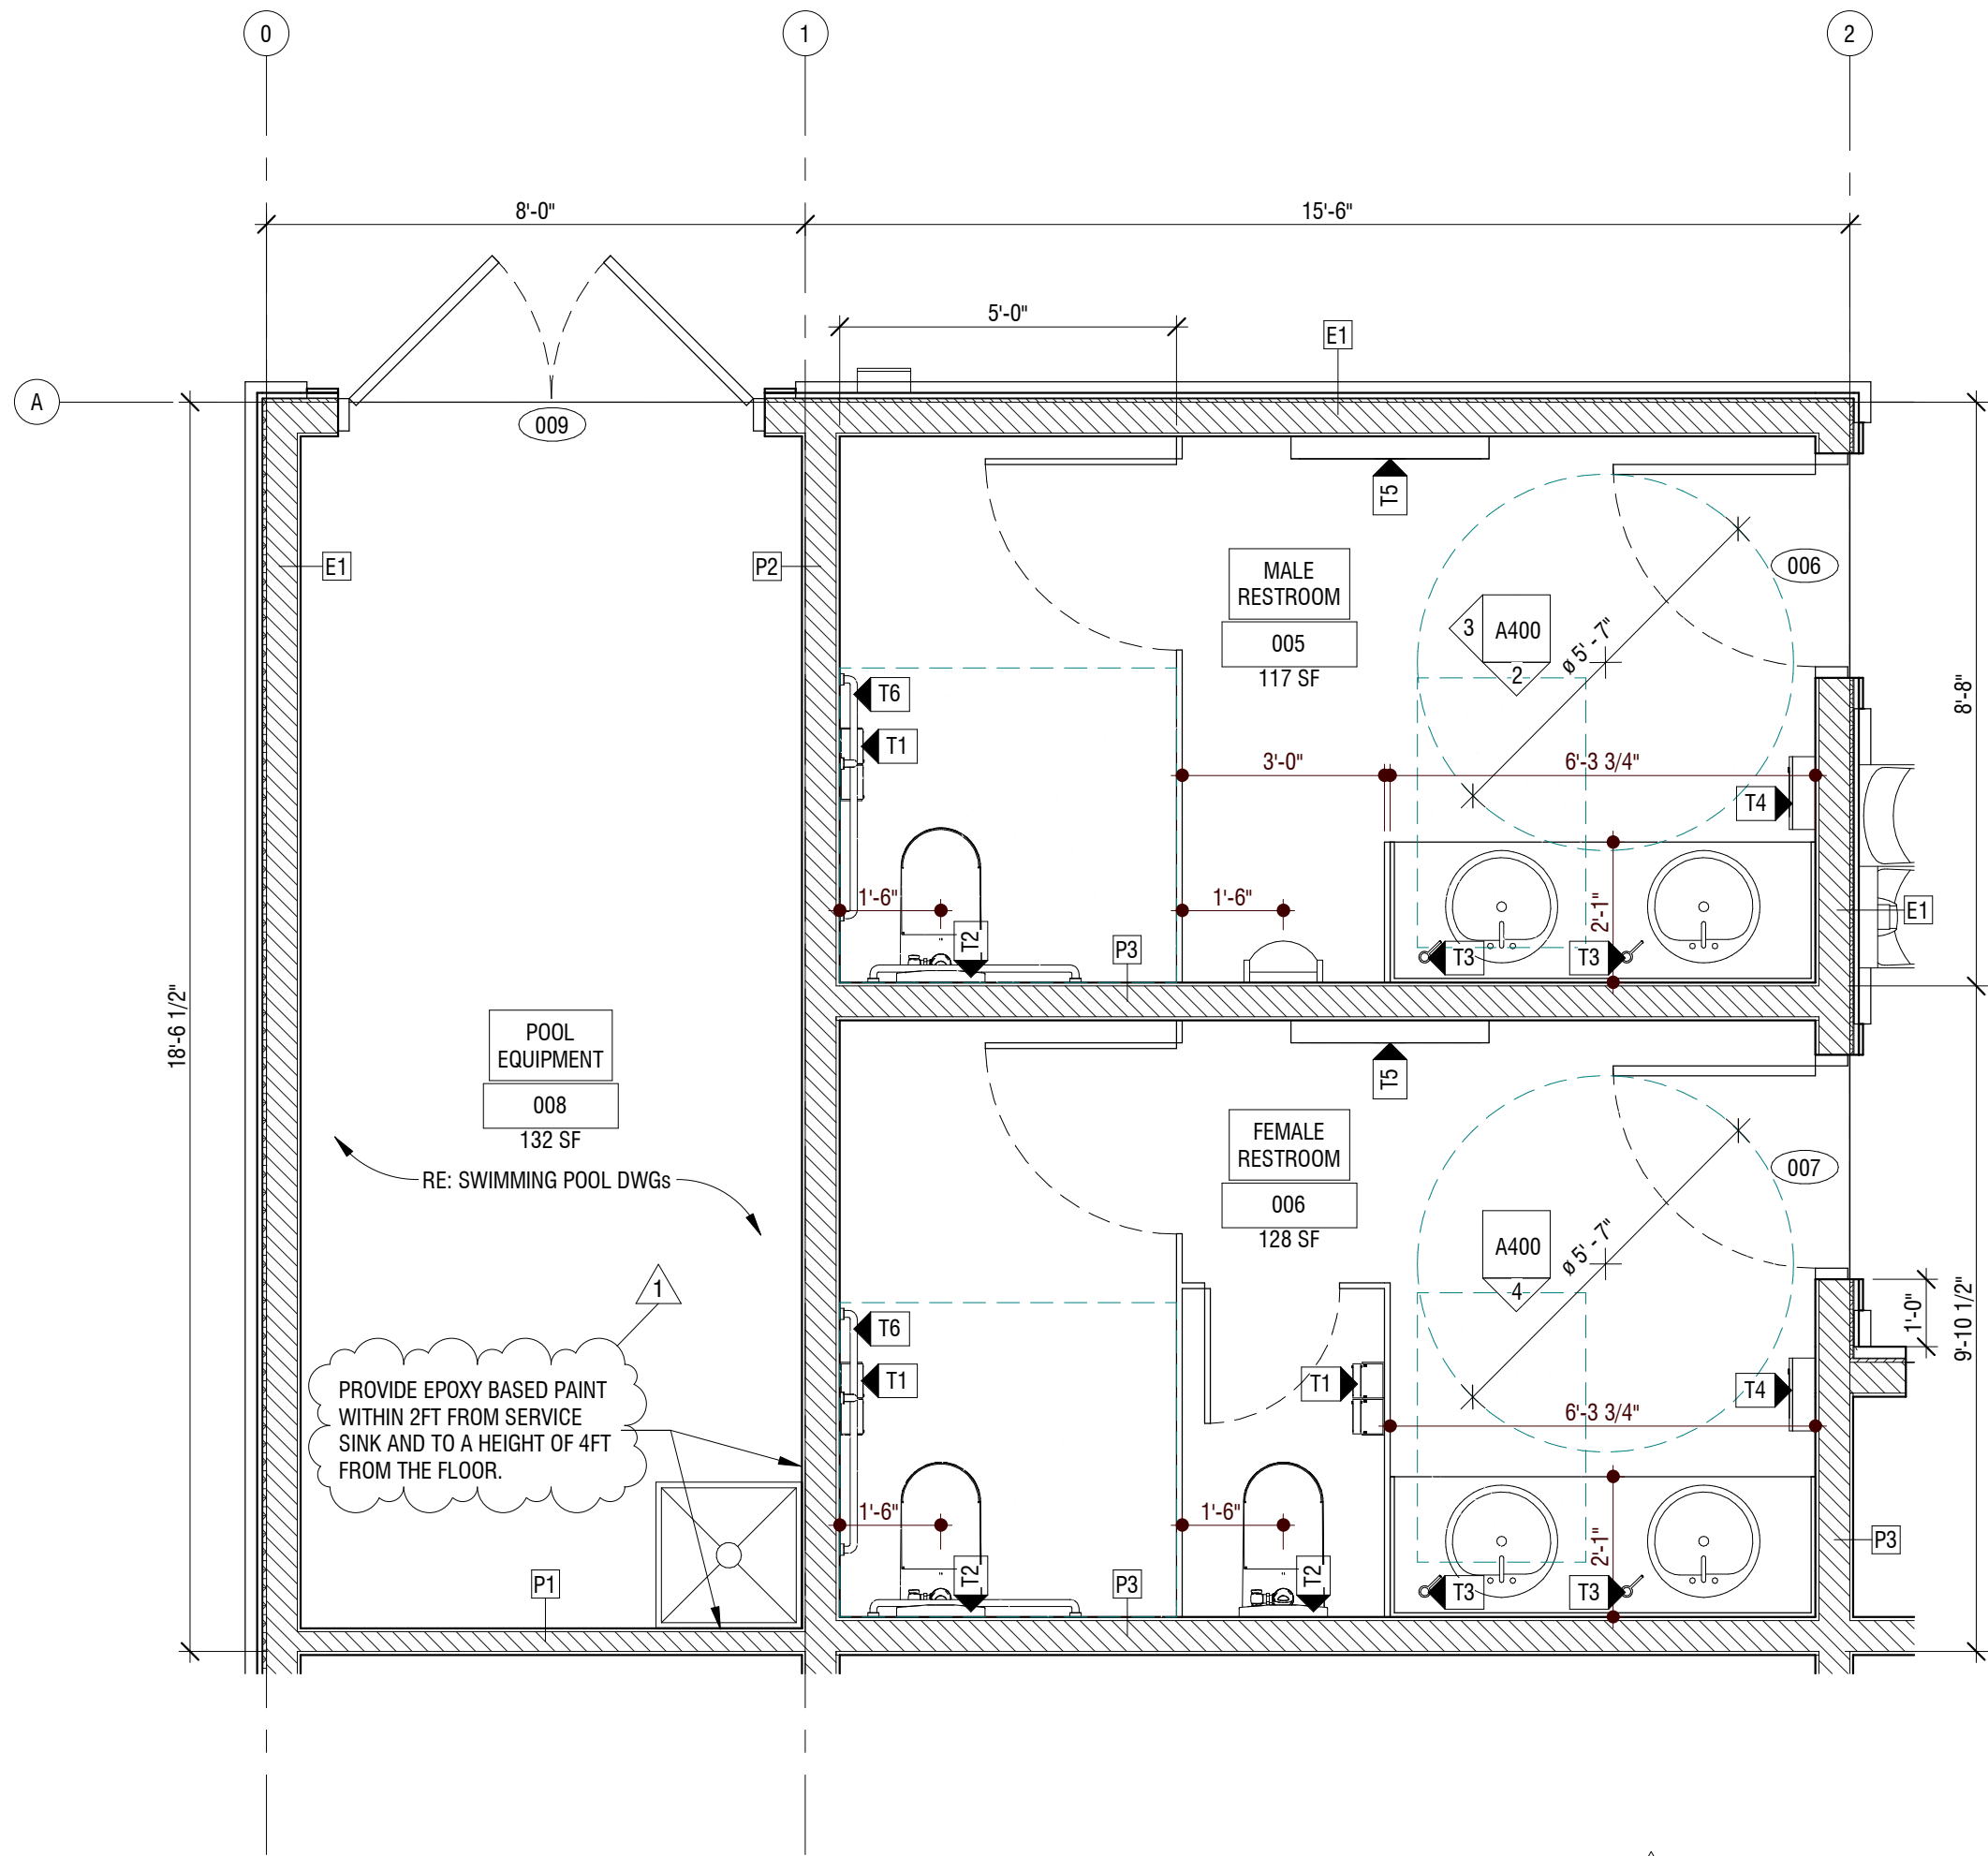 0
1
2
8'-0"
15'-6"
5'-0"
E1
A
009
T5
E1
P2
MALE
RESTROOM
005
117 SF
006
3
A400
2
ø 5' - 7"
T6
T1
8'-8"
3'-0"
6'-3 3/4"
T4
1'-6"
1'-6"
2'-1"
E1
T2
P3
T3
T3
18'-6 1/2"
POOL
EQUIPMENT
008
132 SF
RE: SWIMMING POOL DWGs
T5
FEMALE
RESTROOM
006
128 SF
007
A400
4
ø 5' - 7"
1
1'-0"
9'-10 1/2"
T6
T1
T1
T4
PROVIDE EPOXY BASED PAINT
WITHIN 2FT FROM SERVICE
SINK AND TO A HEIGHT OF 4FT
FROM THE FLOOR.
6'-3 3/4"
1'-6"
1'-6"
2'-1"
P3
P1
T2
P3
T2
T3
T3